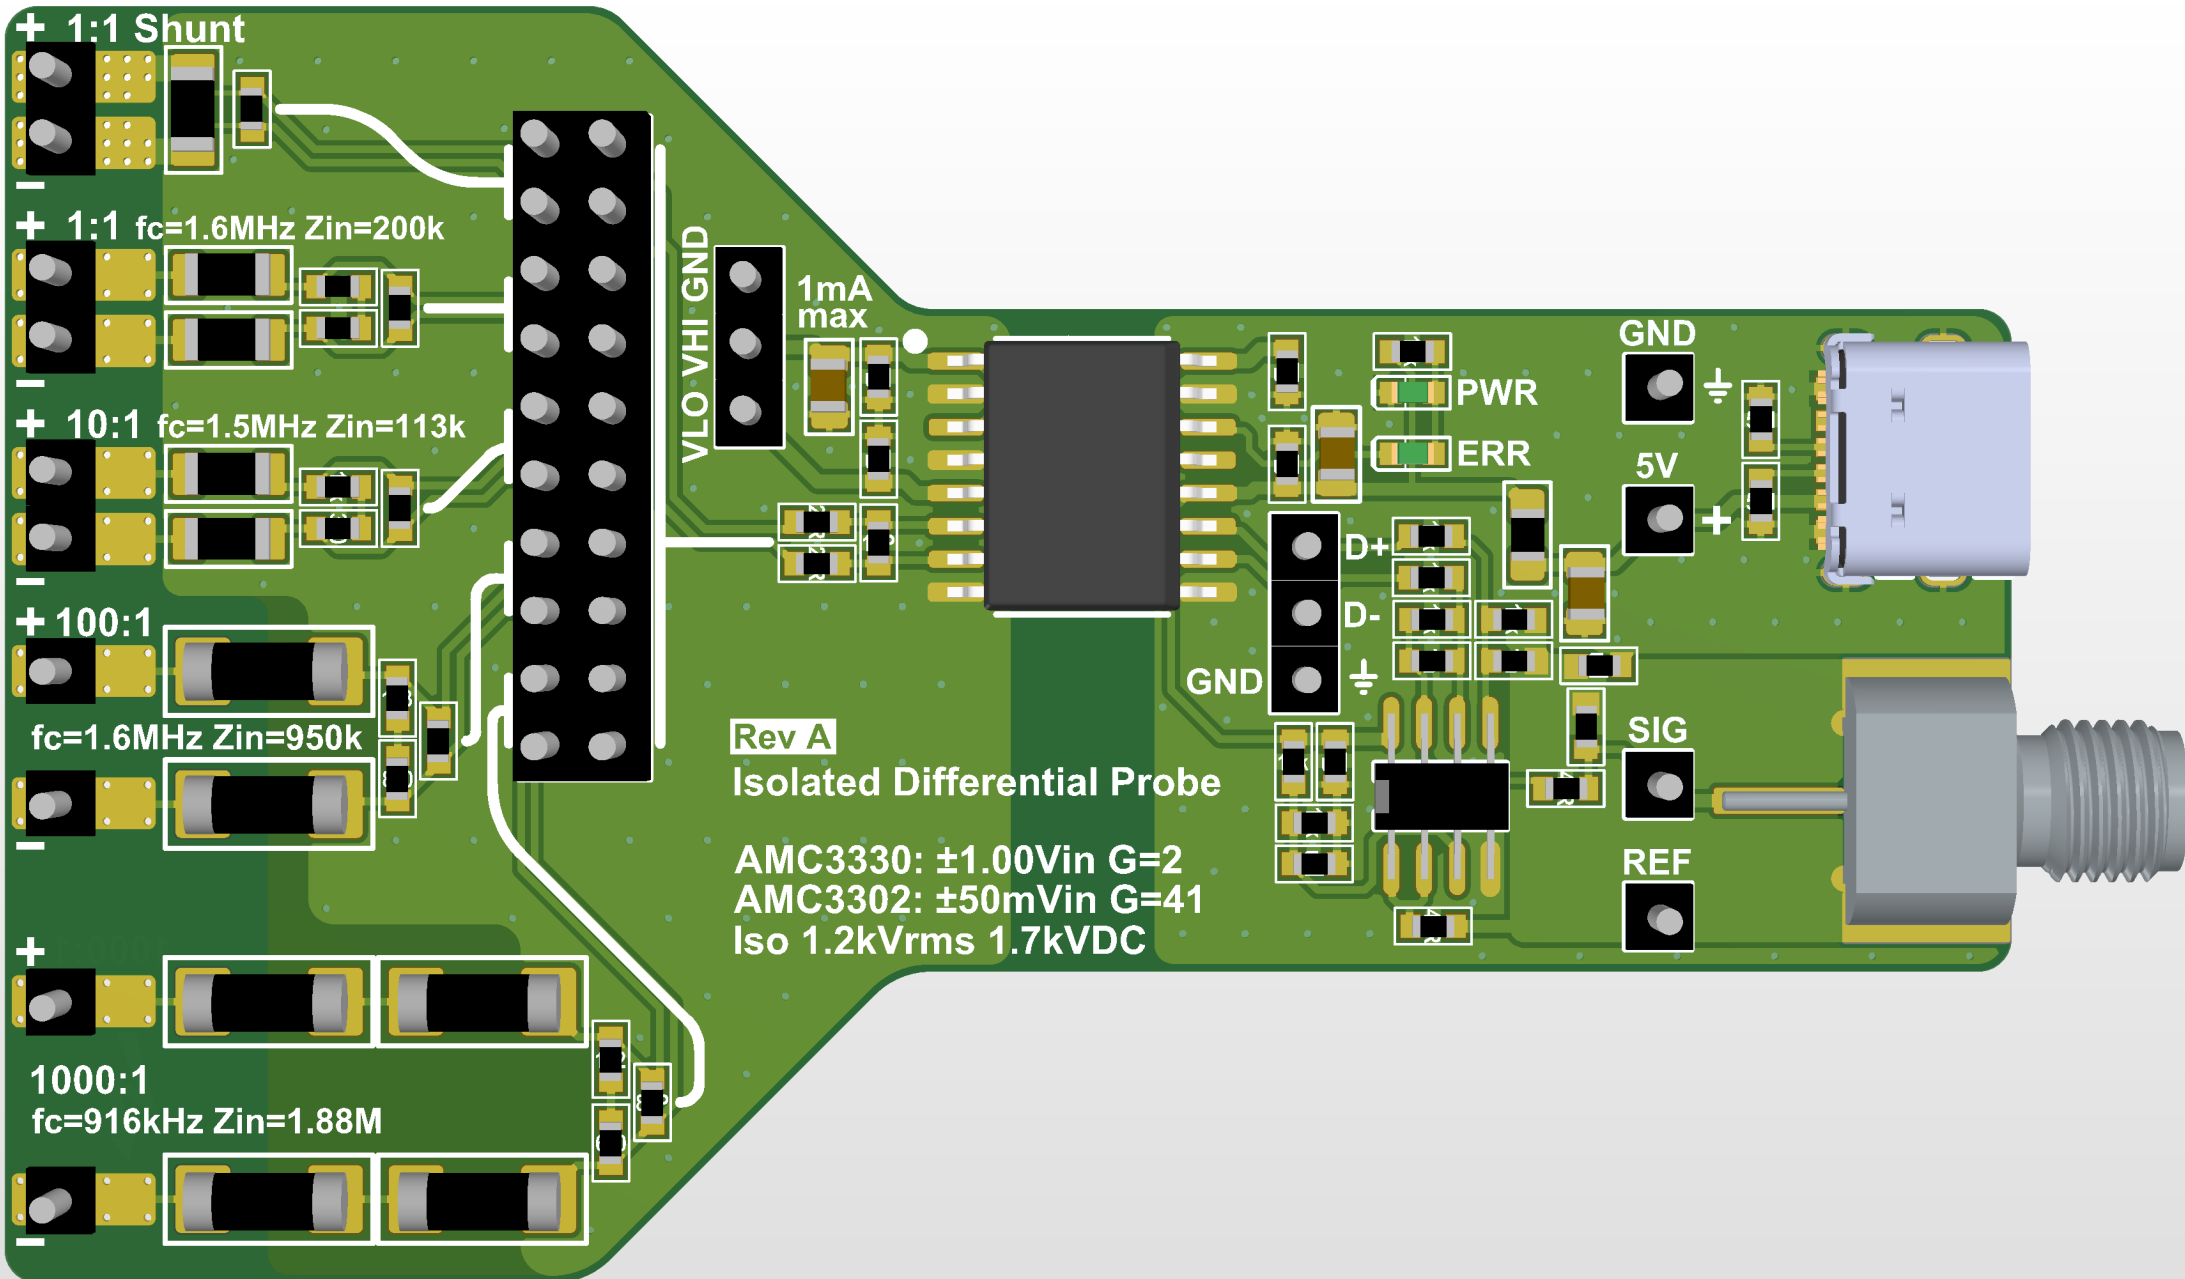 + 1:1 Shunt
−
+ 1:1 fc=1.6MHz Zin=200k
−
+ 10:1 fc=1.5MHz Zin=113k
−
+ 100:1
fc=1.6MHz Zin=950k
−
+
1000:1
fc=916kHz Zin=1.88M
−
VLO VHI GND
1mA
max
PWR
ERR
GND
5V
+
D+
D-
GND
SIG
REF
Rev A
Isolated Differential Probe
AMC3330: ±1.00Vin G=2
AMC3302: ±50mVin G=41
Iso 1.2kVrms 1.7kVDC